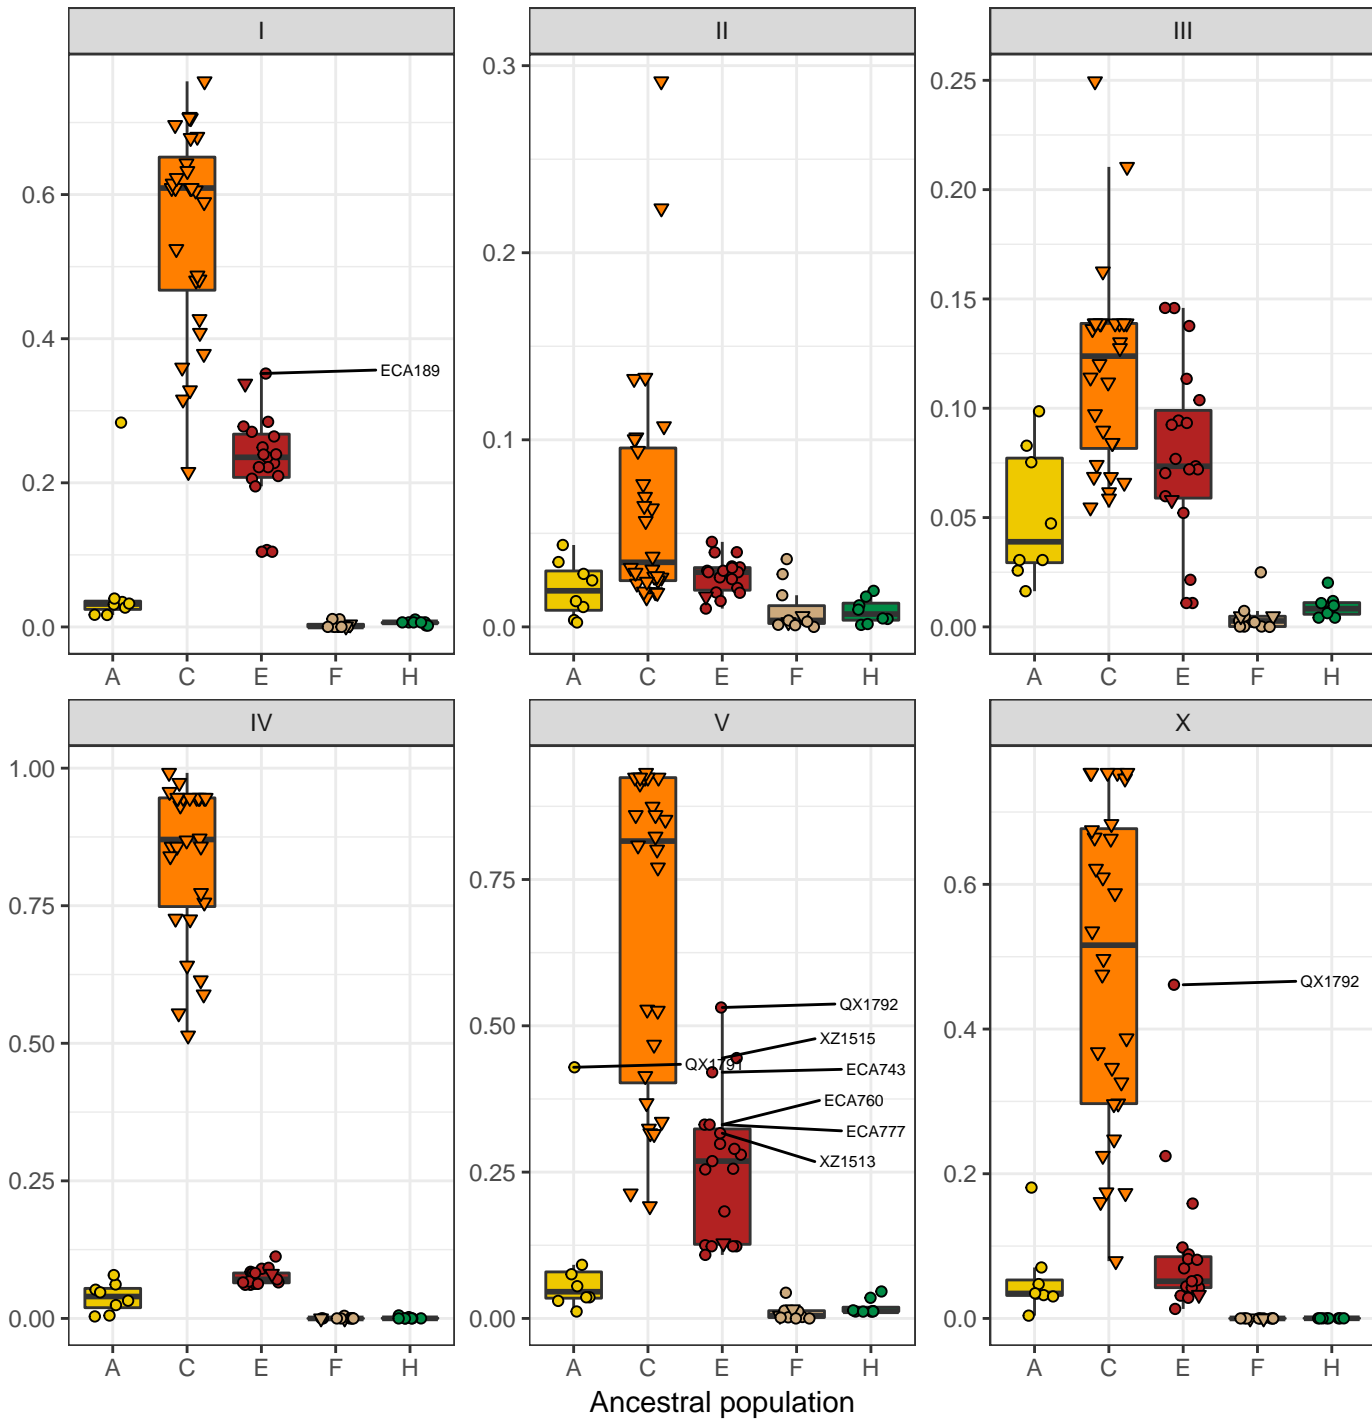 I
II
III
0.6
0.4
0.2
0.0
ECA189
A C E F H
0.3
0.2
0.1
0.0
A C E F H
0.25
0.20
0.15
0.10
0.05
0.00
A C E F H
IV
V
X
1.00
0.75
0.50
0.25
0.00
A C E F H
0.75
0.50
0.25
0.00
QX1791
QX1792
XZ1515
ECA743
ECA760
ECA777
XZ1513
A C E F H
0.6
0.4
0.2
0.0
QX1792
A C E F H
Ancestral population